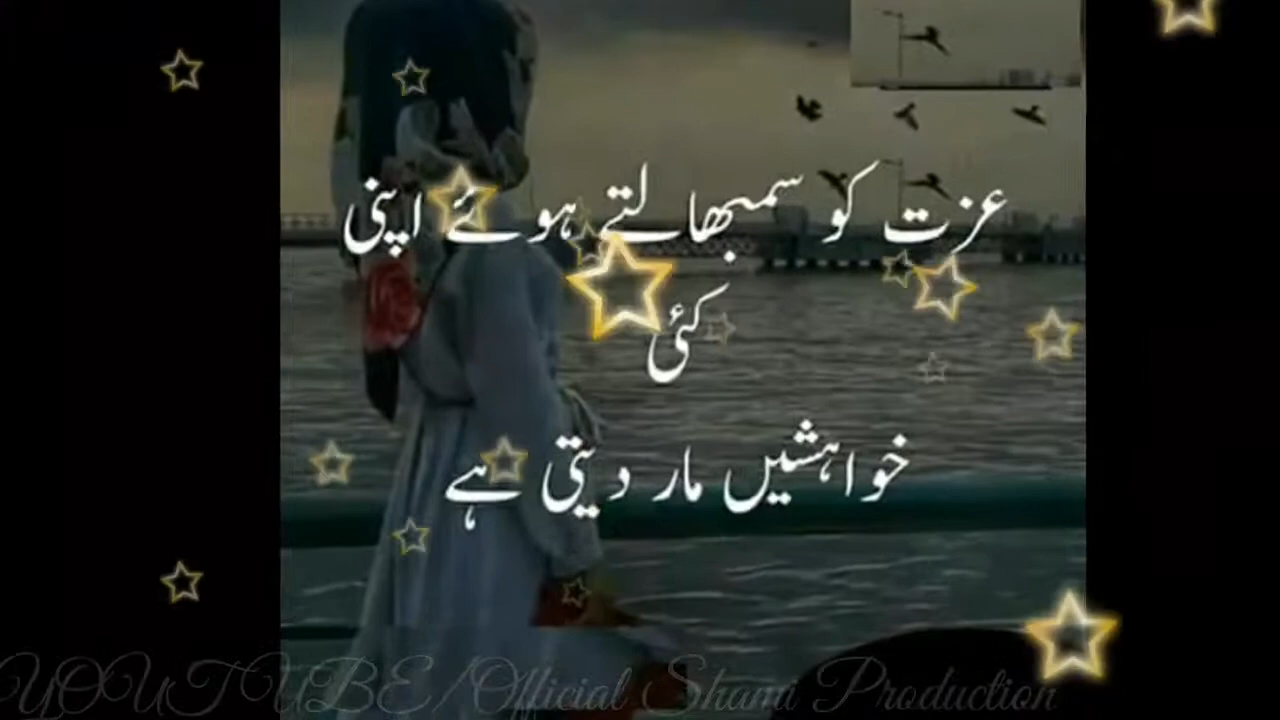 عزت کو سمبھالتے ہوئے اپنی
کئی
خواہشیں مار دیتی ہے
YOUTUBE/Official Shami Production